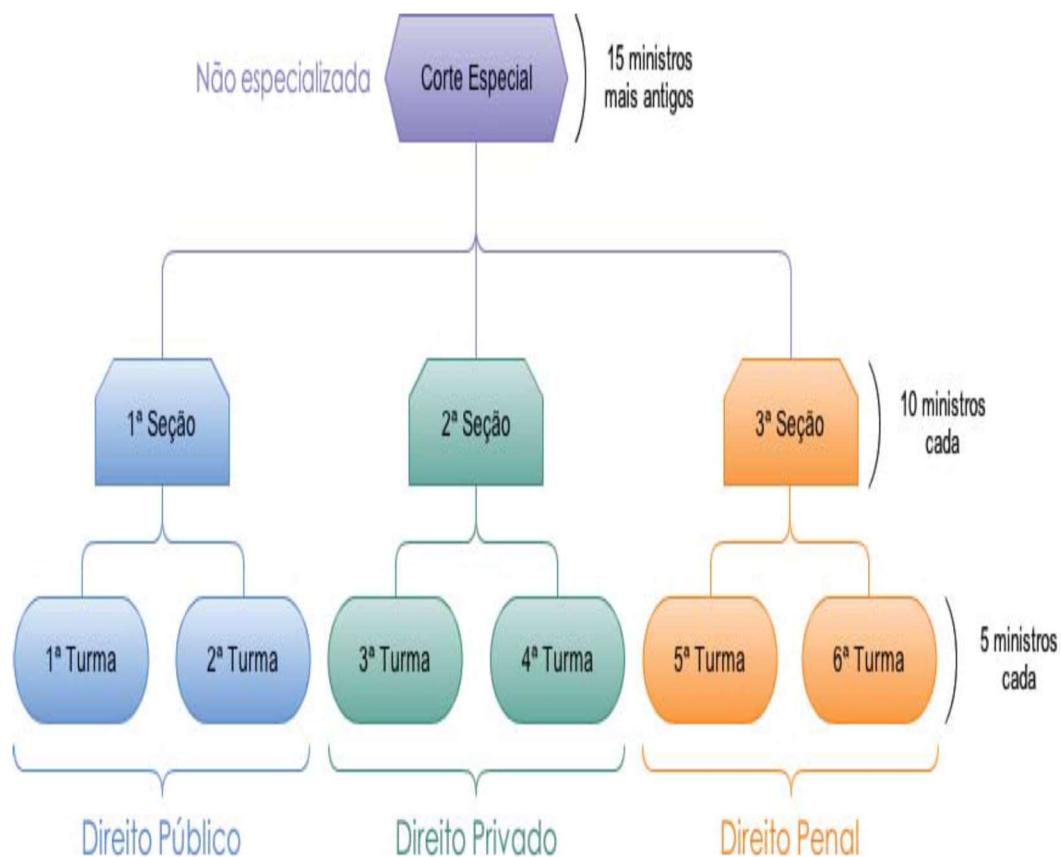 Não especializada
Corte Especial
15 ministros
mais antigos
1ª Seção
2ª Seção
3ª Seção
10 ministros
cada
1ª Turma
2ª Turma
3ª Turma
4ª Turma
5ª Turma
6ª Turma
5 ministros
cada
Direito Público
Direito Privado
Direito Penal